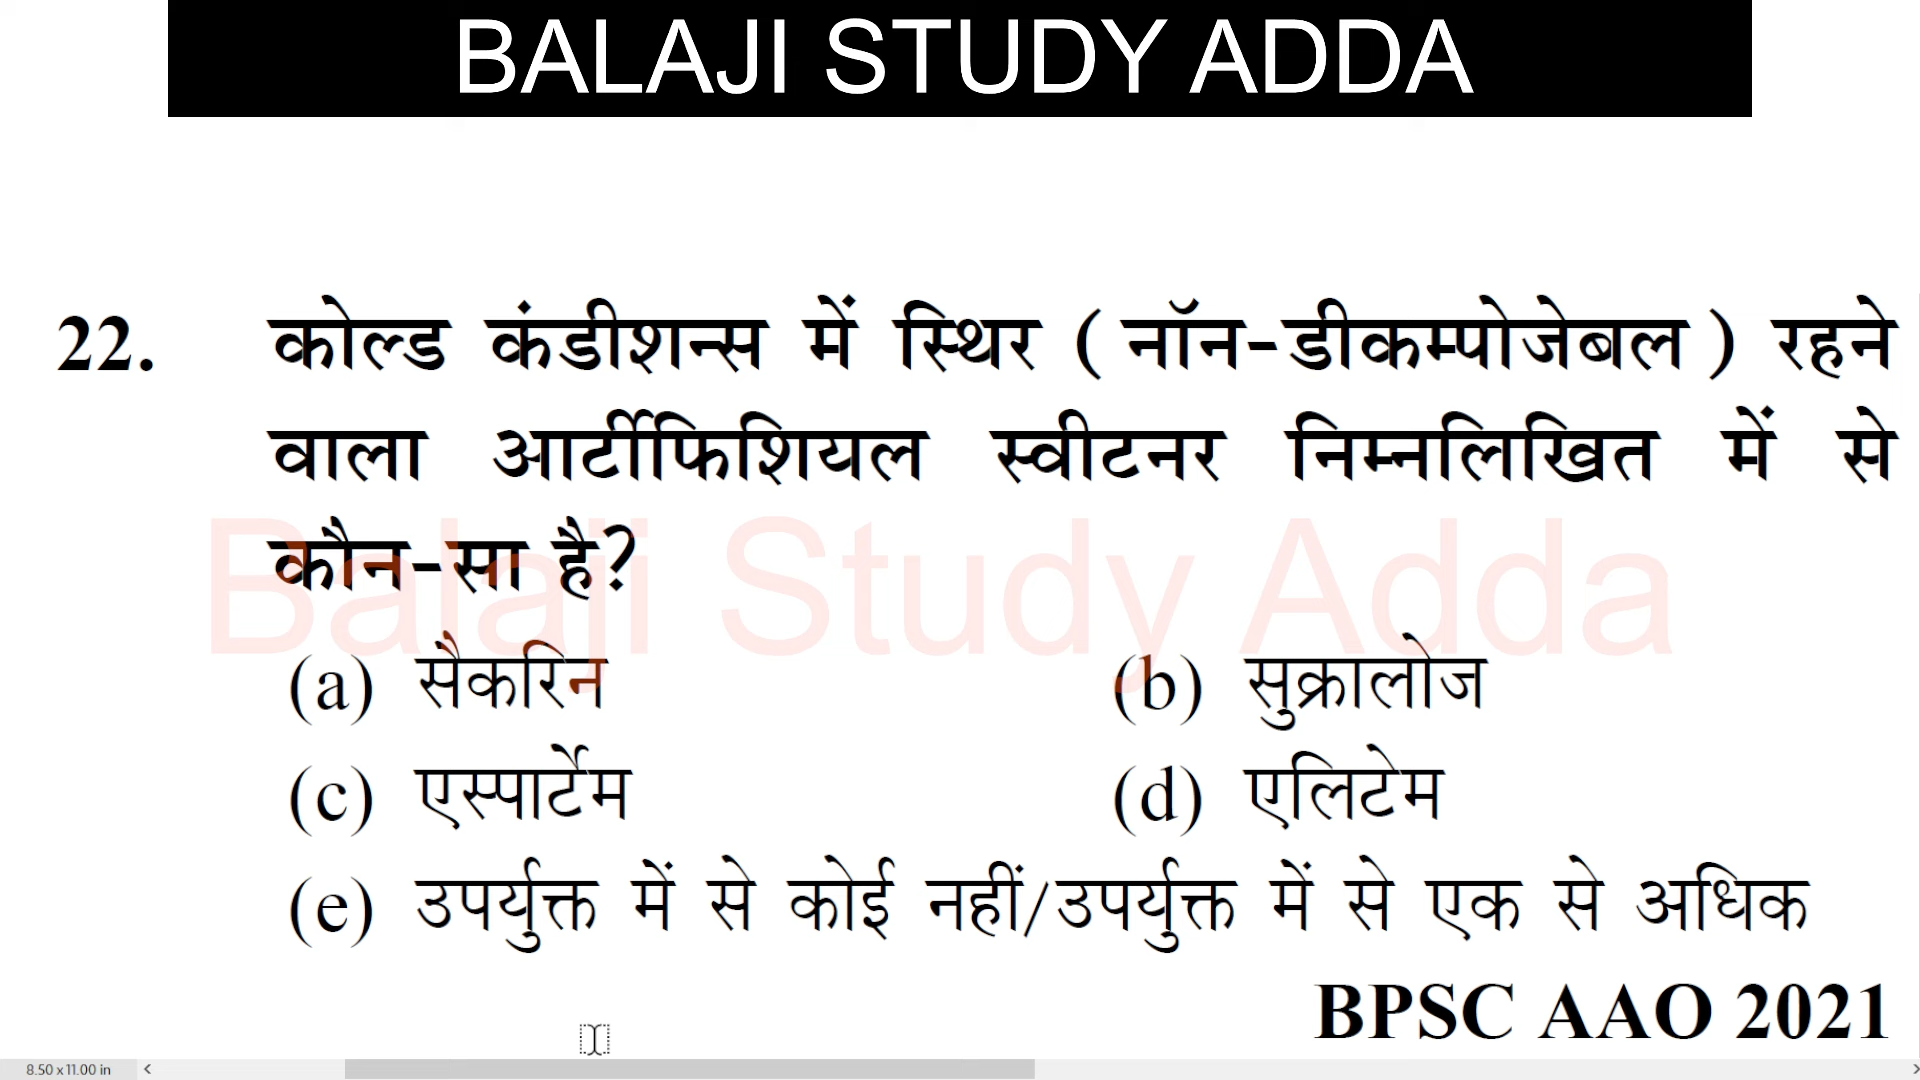 BALAJI STUDY ADDA
22. कोल्ड कंडीशन्स में स्थिर (नॉन-डीकम्पोजेबल) रहने
वाला आर्टीफिशियल स्वीटनर निम्नलिखित में से
कौन-सा है?
Balaji Study Adda
(a) सैकरिन (b) सुक्रालोज
(c) एस्पार्टेम (d) एलिटेम
(e) उपर्युक्त में से कोई नहीं/उपर्युक्त में से एक से अधिक
BPSC AAO 2021
8.50 x 11.00 in